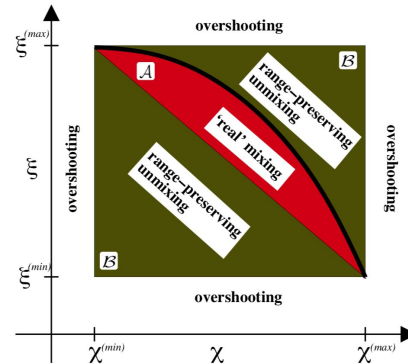 overshooting
ξ(max)
A
B
range–preserving
unmixing
'real' mixing
overshooting
ξ
overshooting
range–preserving
unmixing
B
ξ(min)
overshooting
χ(min)
χ
χ(max)